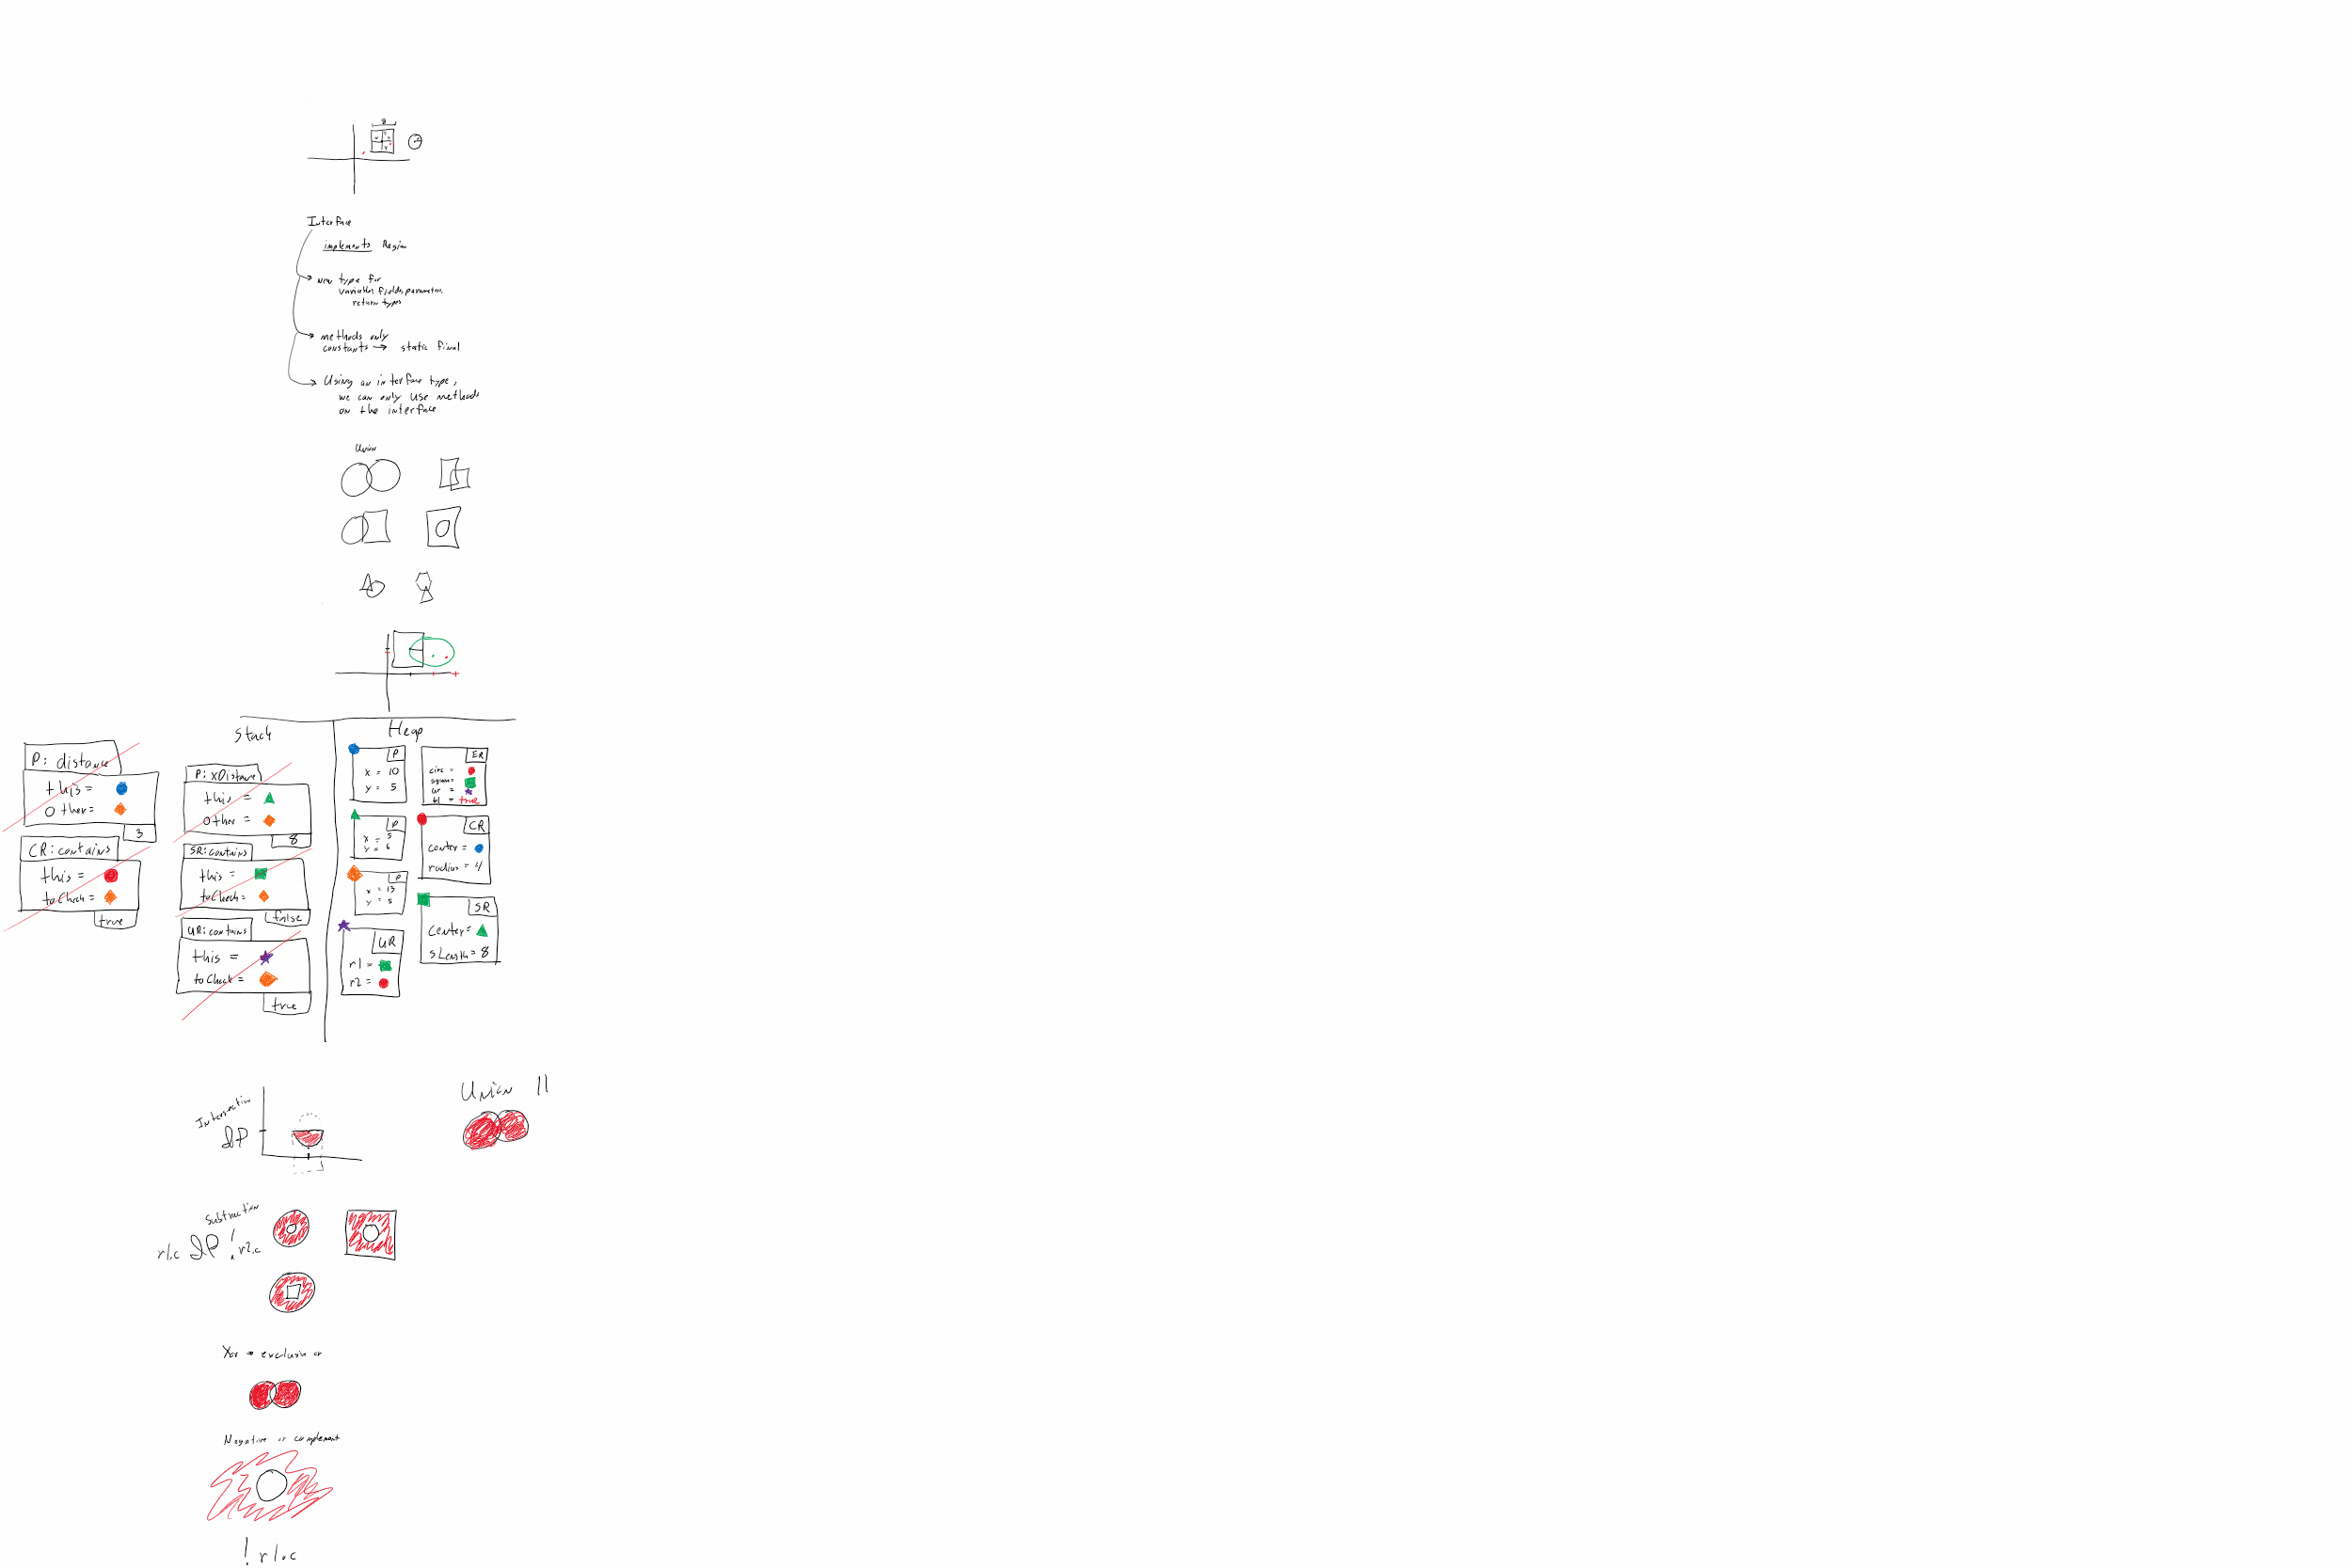 8
Interface
implements Region
new type for
variables, fields, parameters,
return types
methods only
constants → static final
Using an interface type,
we can only use methods
on the interface
Union
Stack
Heap
P: distance
this =
other =
3
CR: contains
this =
toCheck =
true
P: xDistance
this =
other =
8
SR: contains
this =
toCheck =
false
UR: contains
this =
toCheck =
true
P
x = 10
y = 5
ER
circ =
square =
ur =
b1 = true
P
x = 5
y = 6
CR
center =
radius = 4
P
x = 13
y = 5
SR
center =
sLength = 8
UR
r1 =
r2 =
Union ||
Intersection
Subtraction
r1.c
! r2.c
Xor → exclusive or
Negative or complement
! r1.c